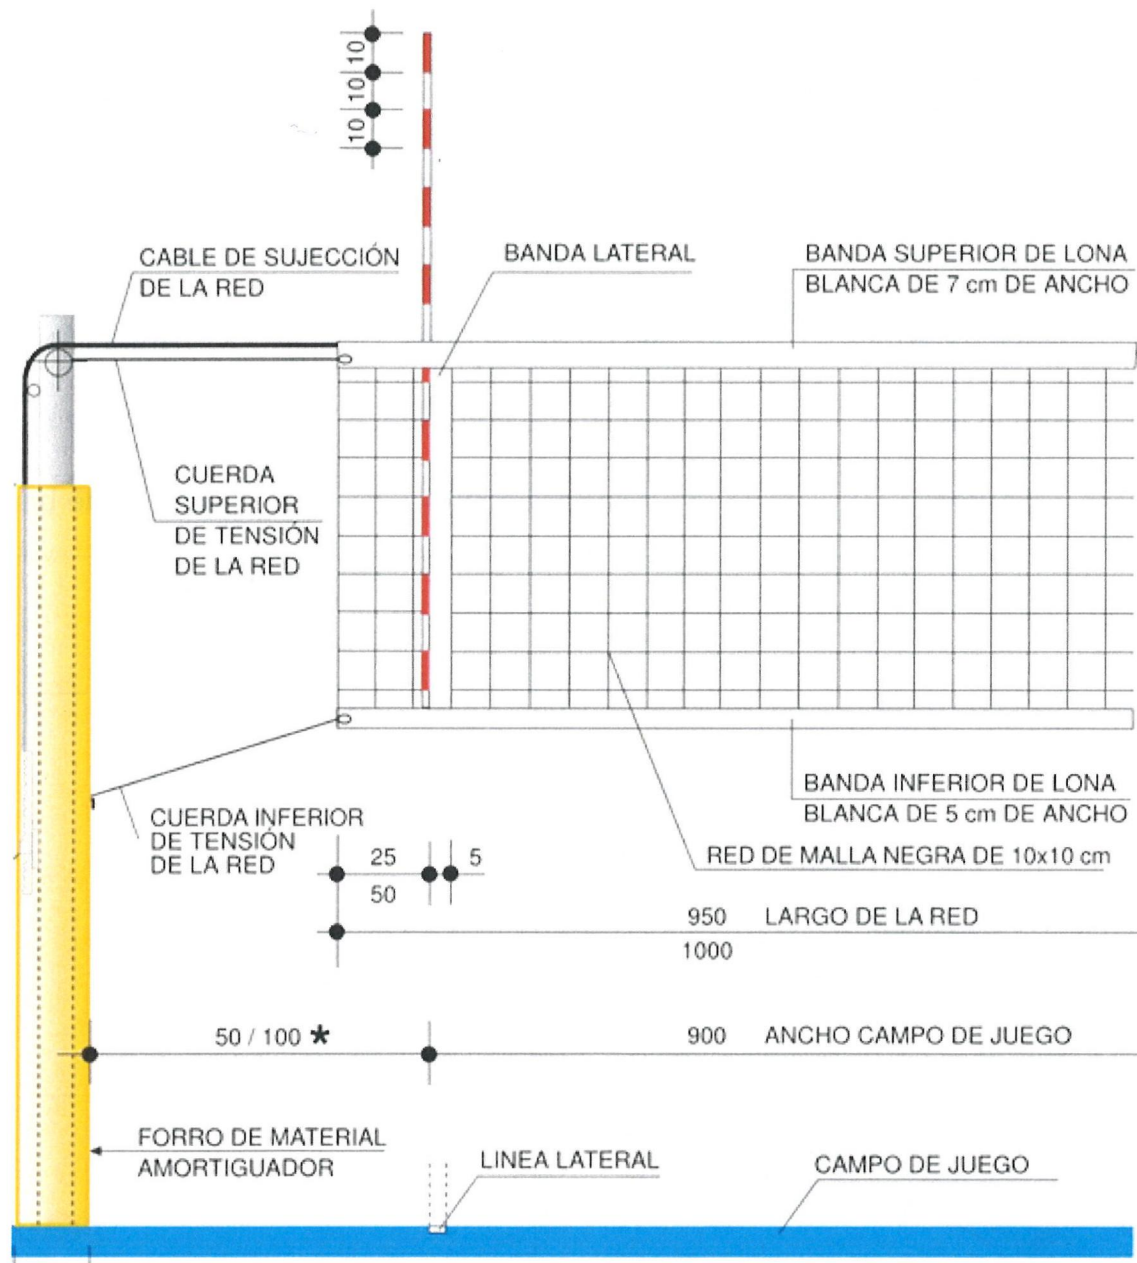 10
10
10
CABLE DE SUJECCIÓN
DE LA RED
BANDA LATERAL
BANDA SUPERIOR DE LONA
BLANCA DE 7 cm DE ANCHO
CUERDA
SUPERIOR
DE TENSIÓN
DE LA RED
BANDA INFERIOR DE LONA
BLANCA DE 5 cm DE ANCHO
CUERDA INFERIOR
DE TENSIÓN
DE LA RED
RED DE MALLA NEGRA DE 10x10 cm
25 5
50
950 LARGO DE LA RED
1000
50 / 100 * 900 ANCHO CAMPO DE JUEGO
FORRO DE MATERIAL
AMORTIGUADOR
LINEA LATERAL
CAMPO DE JUEGO